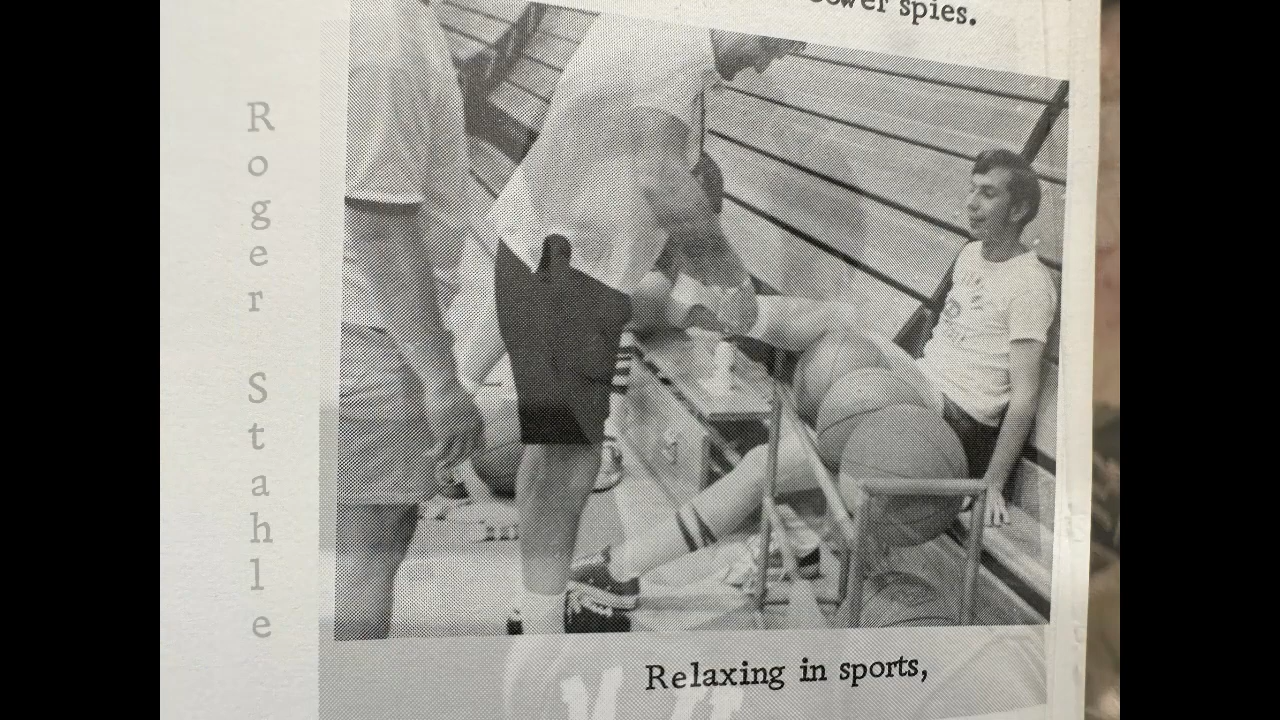 spies.
Roger Stahle
Relaxing in sports,